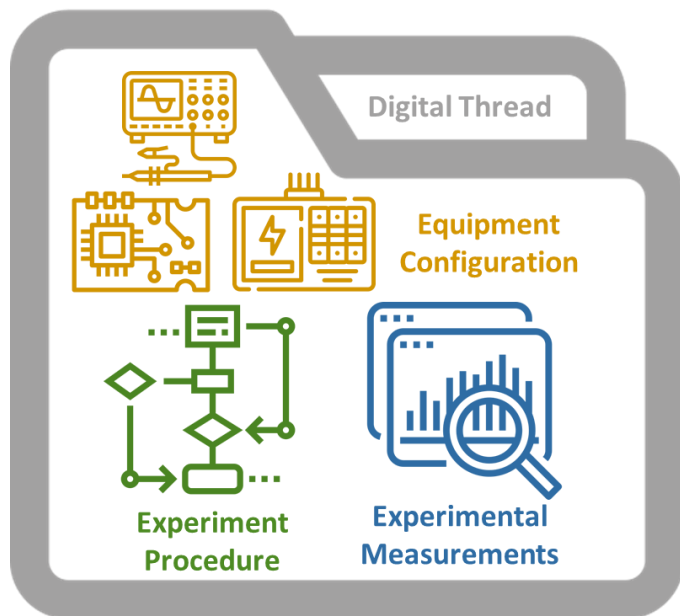 Digital Thread
Equipment
Configuration
Experiment
Procedure
Experimental
Measurements